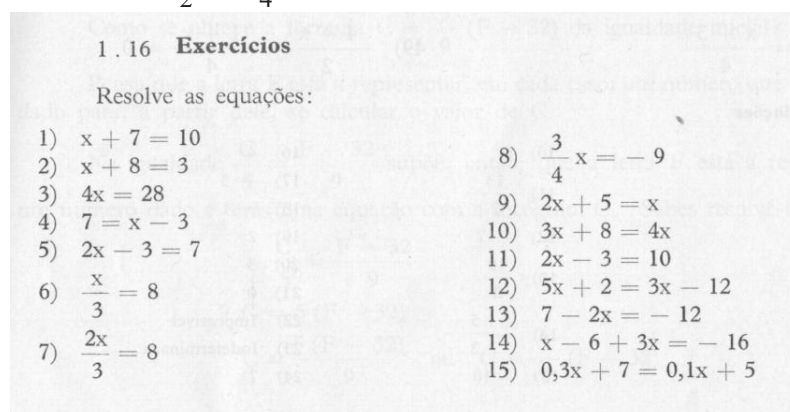 1.16 Exercícios
Resolve as equações:
1) x + 7 = 10
2) x + 8 = 3
3) 4x = 28
4) 7 = x − 3
5) 2x − 3 = 7
6) x/3 = 8
7) 2x/3 = 8
8) 3/4 x = − 9
9) 2x + 5 = x
10) 3x + 8 = 4x
11) 2x − 3 = 10
12) 5x + 2 = 3x − 12
13) 7 − 2x = − 12
14) x − 6 + 3x = − 16
15) 0,3x + 7 = 0,1x + 5